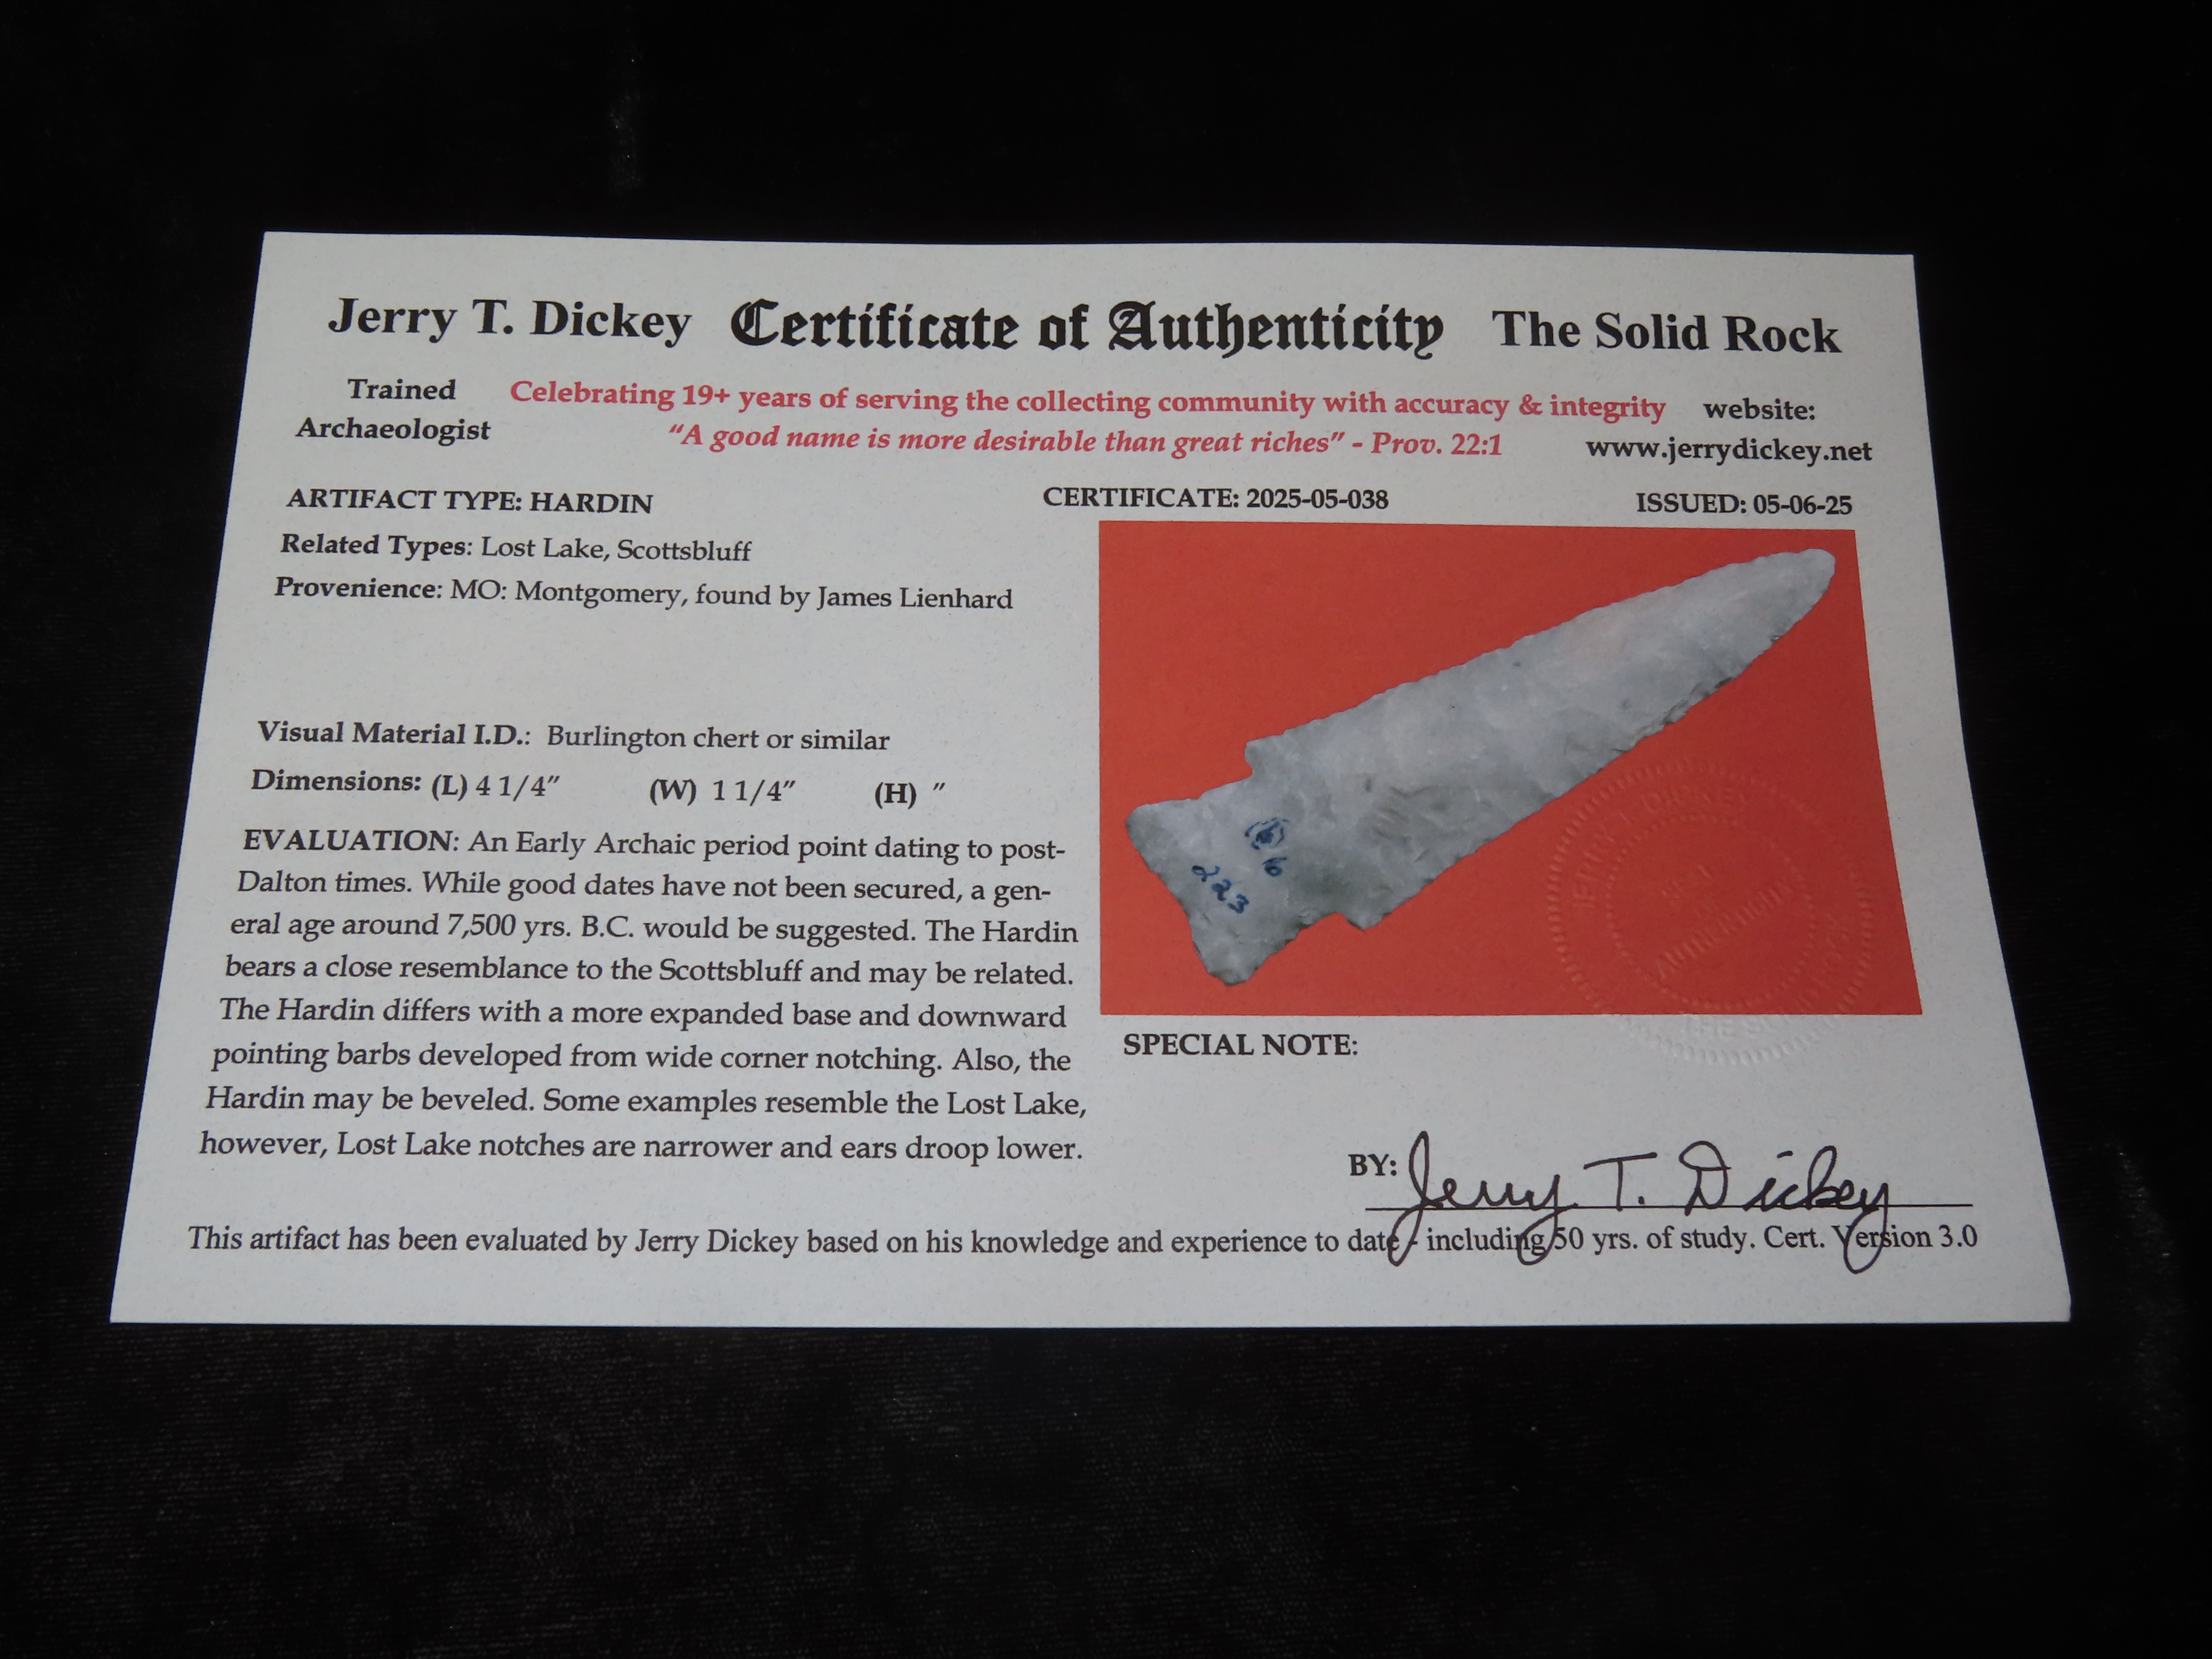 Jerry T. Dickey Certificate of Authenticity The Solid Rock
Trained Archaeologist
Celebrating 19+ years of serving the collecting community with accuracy & integrity
"A good name is more desirable than great riches" - Prov. 22:1
website:
www.jerrydickey.net
ARTIFACT TYPE: HARDIN
CERTIFICATE: 2025-05-038
ISSUED: 05-06-25
Related Types: Lost Lake, Scottsbluff
Provenience: MO: Montgomery, found by James Lienhard
Visual Material I.D.: Burlington chert or similar
Dimensions: (L) 4 1/4" (W) 1 1/4" (H) "
EVALUATION: An Early Archaic period point dating to post-
Dalton times. While good dates have not been secured, a gen-
eral age around 7,500 yrs. B.C. would be suggested. The Hardin
bears a close resemblance to the Scottsbluff and may be related.
The Hardin differs with a more expanded base and downward
pointing barbs developed from wide corner notching. Also, the
Hardin may be beveled. Some examples resemble the Lost Lake,
however, Lost Lake notches are narrower and ears droop lower.
6
223
JERRY T. DICKEY
AUTHENTICITY
SPECIAL NOTE:
BY: Jerry T. Dickey
This artifact has been evaluated by Jerry Dickey based on his knowledge and experience to date - including 50 yrs. of study. Cert. Version 3.0